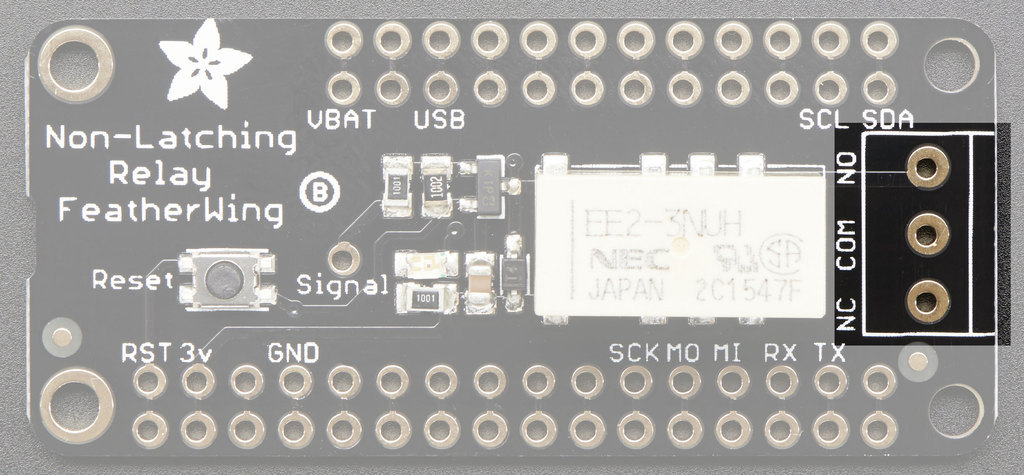 VBAT USB SCL SDA
Non-Latching
Relay
FeatherWing
B
1001
1002
NO
COM
NC
EE2-3NUH
NEC
JAPAN 2C1547F
Reset
Signal
1001
RST 3v GND SCK MO MI RX TX